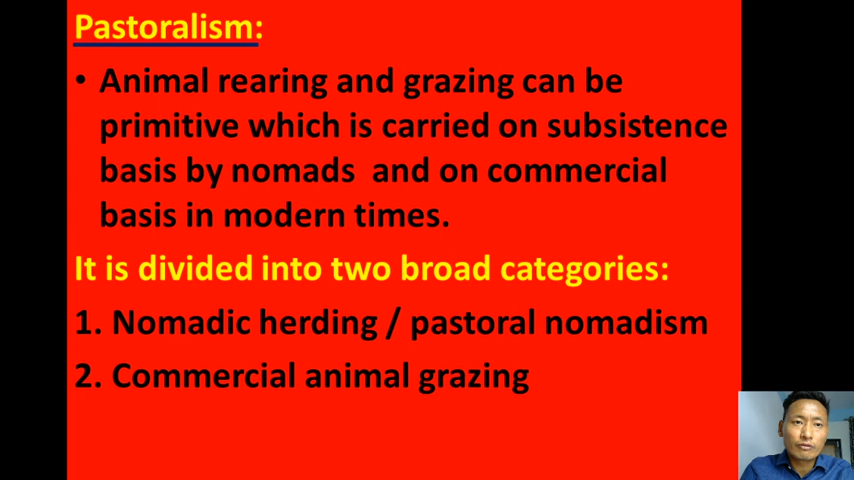 Pastoralism:
• Animal rearing and grazing can be
primitive which is carried on subsistence
basis by nomads and on commercial
basis in modern times.
It is divided into two broad categories:
1. Nomadic herding / pastoral nomadism
2. Commercial animal grazing